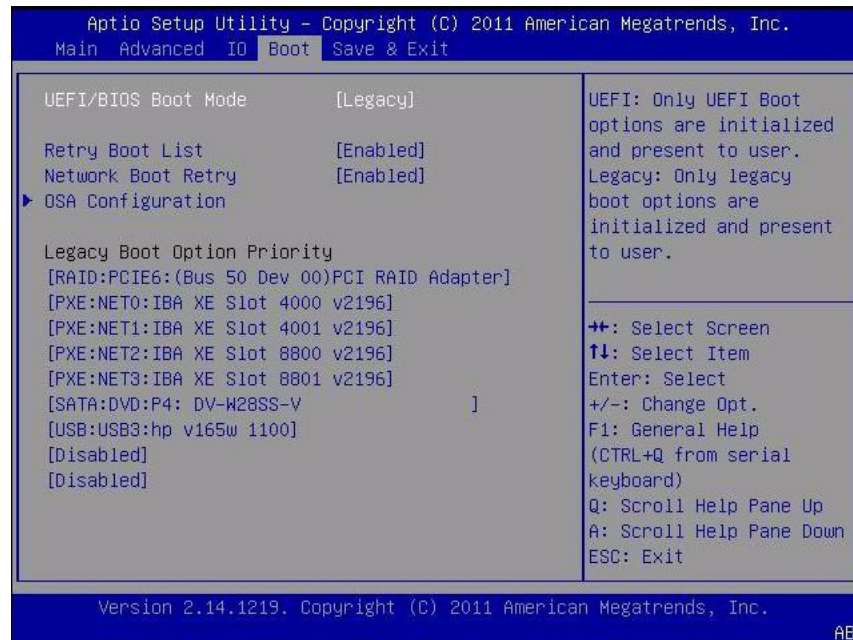 Aptio Setup Utility – Copyright (C) 2011 American Megatrends, Inc.
Main Advanced IO Boot Save & Exit
UEFI/BIOS Boot Mode [Legacy]
Retry Boot List [Enabled]
Network Boot Retry [Enabled]
▶ OSA Configuration
Legacy Boot Option Priority
[RAID:PCIE6:(Bus 50 Dev 00)PCI RAID Adapter]
[PXE:NET0:IBA XE Slot 4000 v2196]
[PXE:NET1:IBA XE Slot 4001 v2196]
[PXE:NET2:IBA XE Slot 8800 v2196]
[PXE:NET3:IBA XE Slot 8801 v2196]
[SATA:DVD:P4: DV-W28SS-V ]
[USB:USB3:hp v165w 1100]
[Disabled]
[Disabled]
UEFI: Only UEFI Boot
options are initialized
and present to user.
Legacy: Only legacy
boot options are
initialized and present
to user.
→←: Select Screen
↑↓: Select Item
Enter: Select
+/-: Change Opt.
F1: General Help
(CTRL+Q from serial
keyboard)
Q: Scroll Help Pane Up
A: Scroll Help Pane Down
ESC: Exit
Version 2.14.1219. Copyright (C) 2011 American Megatrends, Inc.